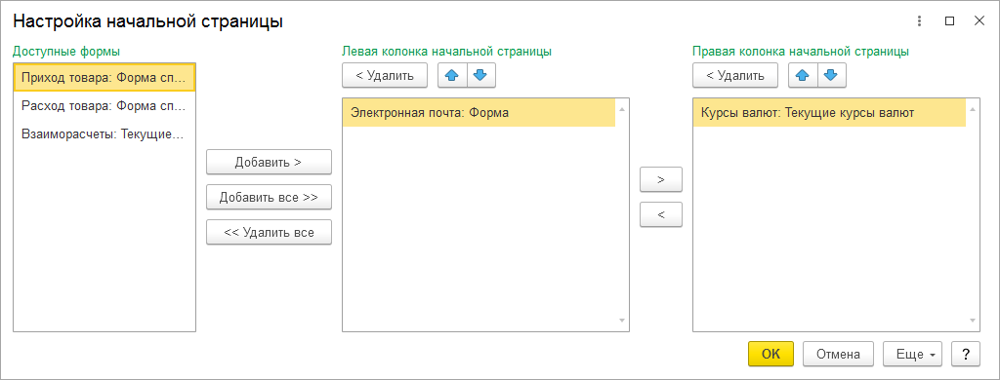 Настройка начальной страницы
Доступные формы
Приход товара: Форма сп...
Расход товара: Форма сп...
Взаиморасчеты: Текущие...
Добавить >
Добавить все >>
<< Удалить все
Левая колонка начальной страницы
< Удалить
Электронная почта: Форма
>
<
Правая колонка начальной страницы
< Удалить
Курсы валют: Текущие курсы валют
OK
Отмена
Еще
?